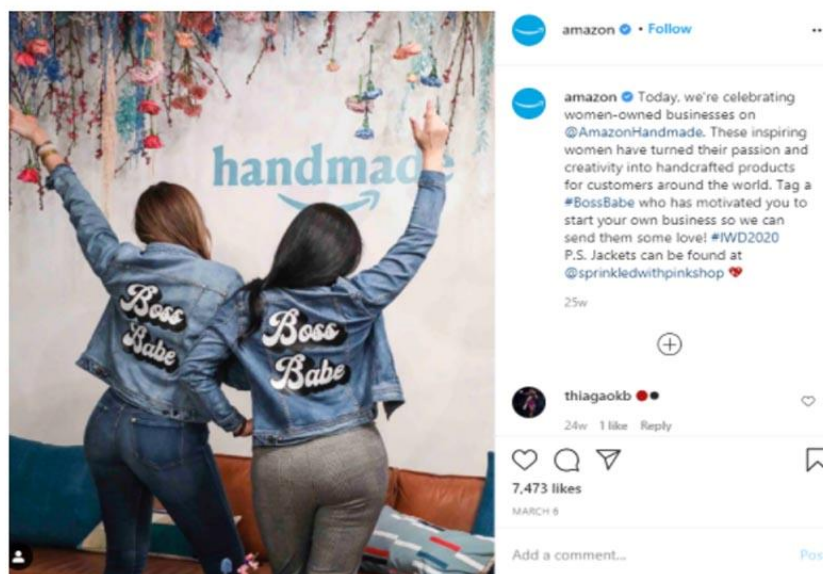 handmade
Boss
Babe
Boss
Babe
amazon • Follow
amazon Today, we're celebrating
women-owned businesses on
@AmazonHandmade. These inspiring
women have turned their passion and
creativity into handcrafted products
for customers around the world. Tag a
#BossBabe who has motivated you to
start your own business so we can
send them some love! #IWD2020
P.S. Jackets can be found at
@sprinkledwithpinkshop
25w
thiagaokb
24w 1 like Reply
7,473 likes
MARCH 6
Add a comment... Pos